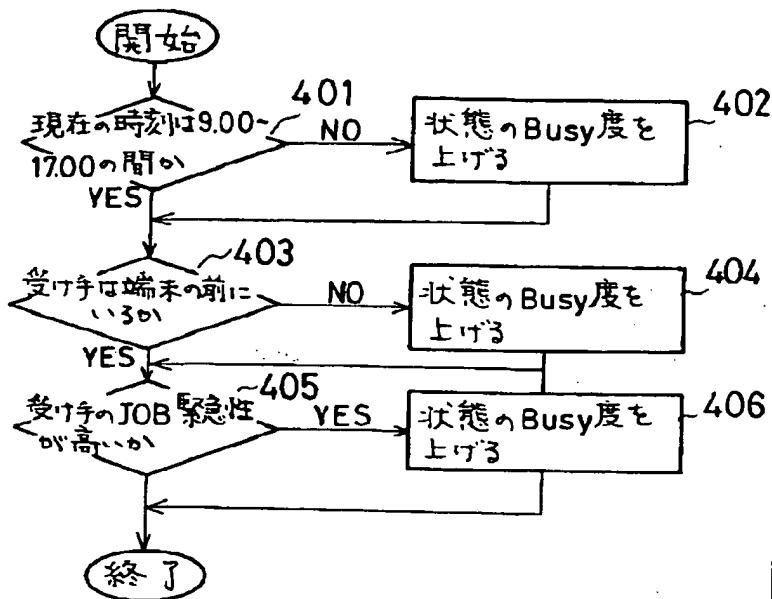 開始
現在の時刻は9.00~
17.00の間か
401
NO
YES
状態のBusy度を
上げる
402
受け手は端末の前に
いるか
403
NO
YES
状態のBusy度を
上げる
404
受け手のJOB緊急性
が高いか
405
YES
状態のBusy度を
上げる
406
終了